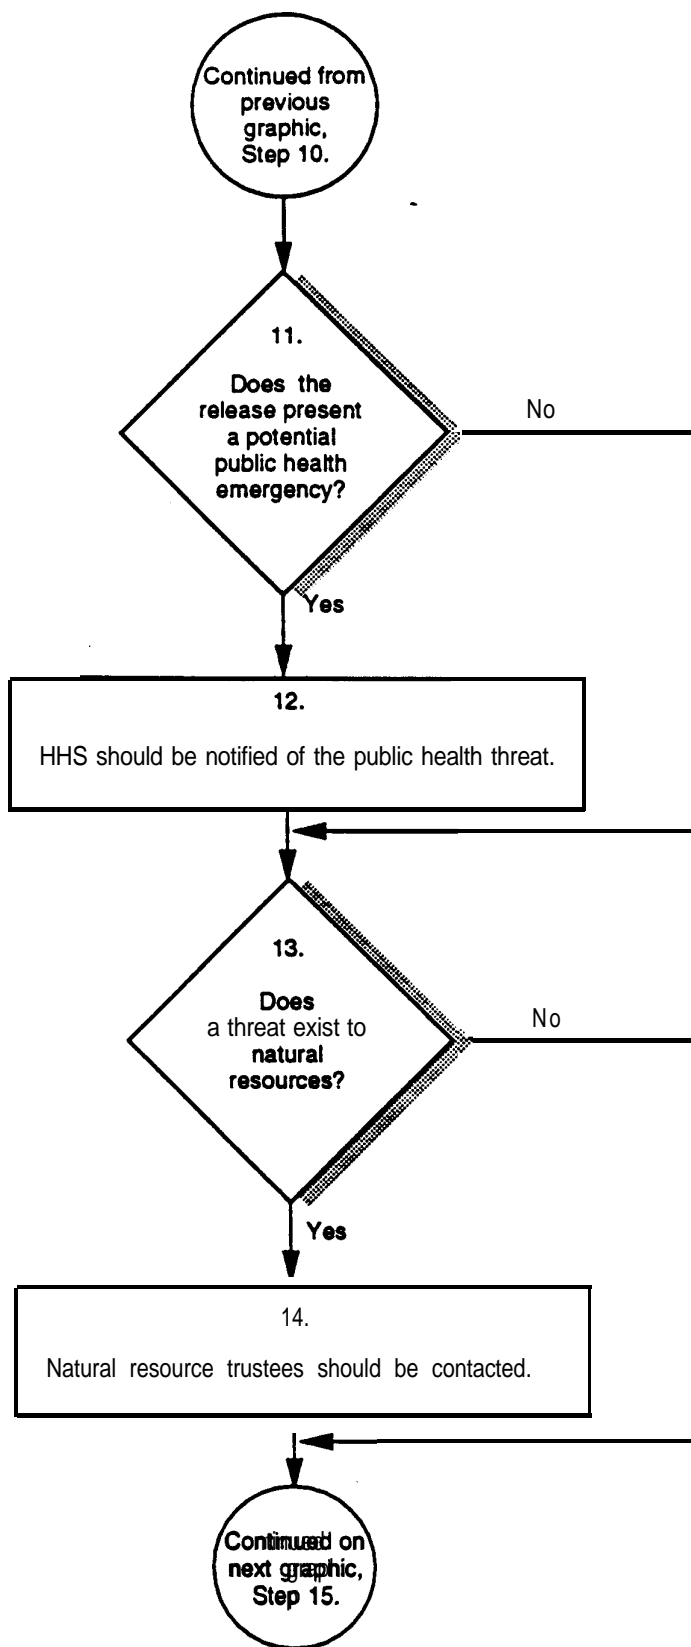 Continued from
previous
graphic,
Step 10.
11.
Does the
release present
a potential
public health
emergency?
No
Yes
12.
HHS should be notified of the public health threat.
13.
Does
a threat exist to
natural
resources?
No
Yes
14.
Natural resource trustees should be contacted.
Continued on
next graphic,
Step 15.